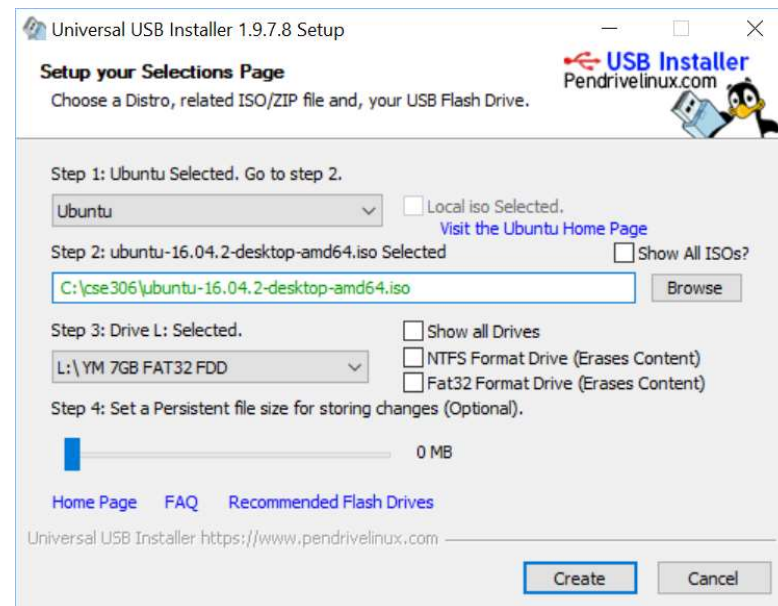 Universal USB Installer 1.9.7.8 Setup
Setup your Selections Page
Choose a Distro, related ISO/ZIP file and, your USB Flash Drive.
USB Installer
Pendrivelinux.com
Step 1: Ubuntu Selected. Go to step 2.
Ubuntu
Local iso Selected.
Visit the Ubuntu Home Page
Step 2: ubuntu-16.04.2-desktop-amd64.iso Selected
Show All ISOs?
C:\cse306\ubuntu-16.04.2-desktop-amd64.iso
Browse
Step 3: Drive L: Selected.
Show all Drives
L:\ YM 7GB FAT32 FDD
NTFS Format Drive (Erases Content)
Fat32 Format Drive (Erases Content)
Step 4: Set a Persistent file size for storing changes (Optional).
0 MB
Home Page FAQ Recommended Flash Drives
Universal USB Installer https://www.pendrivelinux.com
Create Cancel